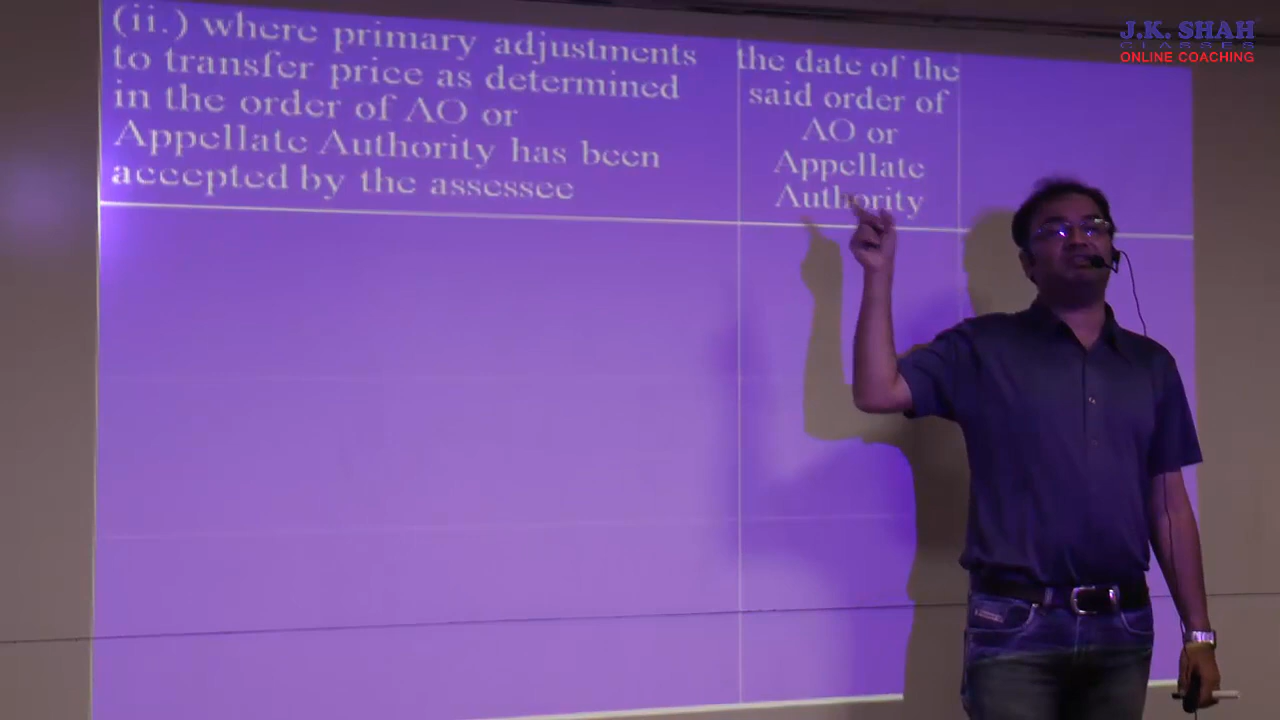 (ii.) where primary adjustments
to transfer price as determined
in the order of AO or
Appellate Authority has been
accepted by the assessee
the date of the
said order of
AO or
Appellate
Authority
J.K. SHAH
CLASSES
ONLINE COACHING